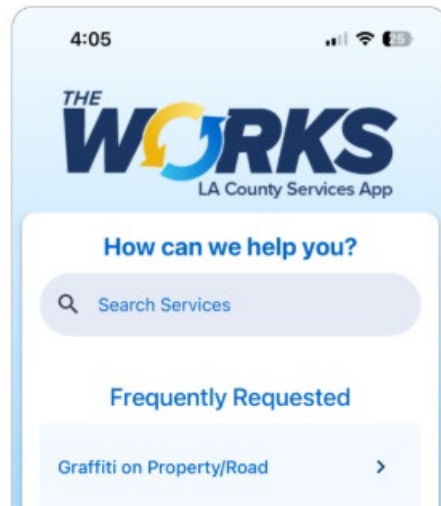 4:05
25
THE
WORKS
LA County Services App
How can we help you?
Search Services
Frequently Requested
Graffiti on Property/Road